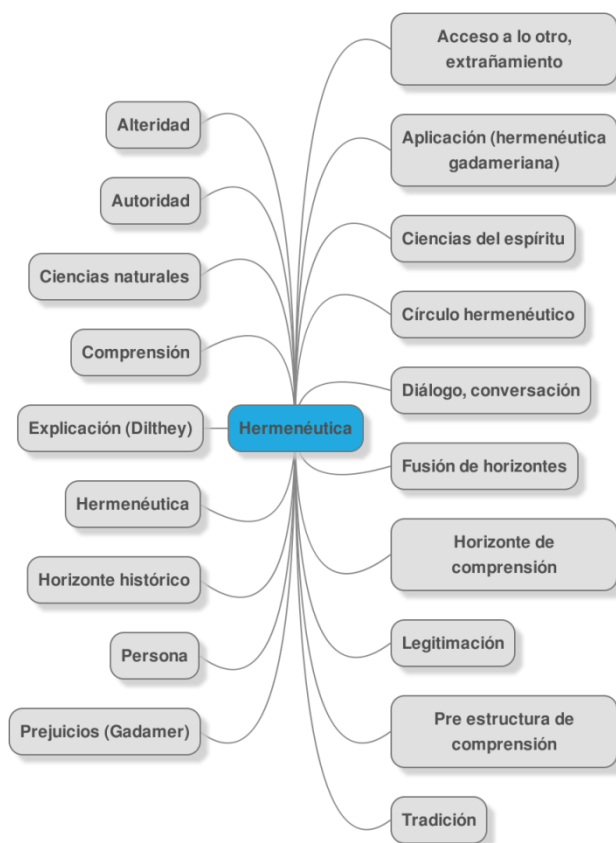 Acceso a lo otro,
extrañamiento
Alteridad
Aplicación (hermenéutica
gadameriana)
Autoridad
Ciencias del espíritu
Ciencias naturales
Círculo hermenéutico
Comprensión
Diálogo, conversación
Explicación (Dilthey)
Hermenéutica
Fusión de horizontes
Hermenéutica
Horizonte de
comprensión
Horizonte histórico
Legitimación
Persona
Pre estructura de
comprensión
Prejuicios (Gadamer)
Tradición